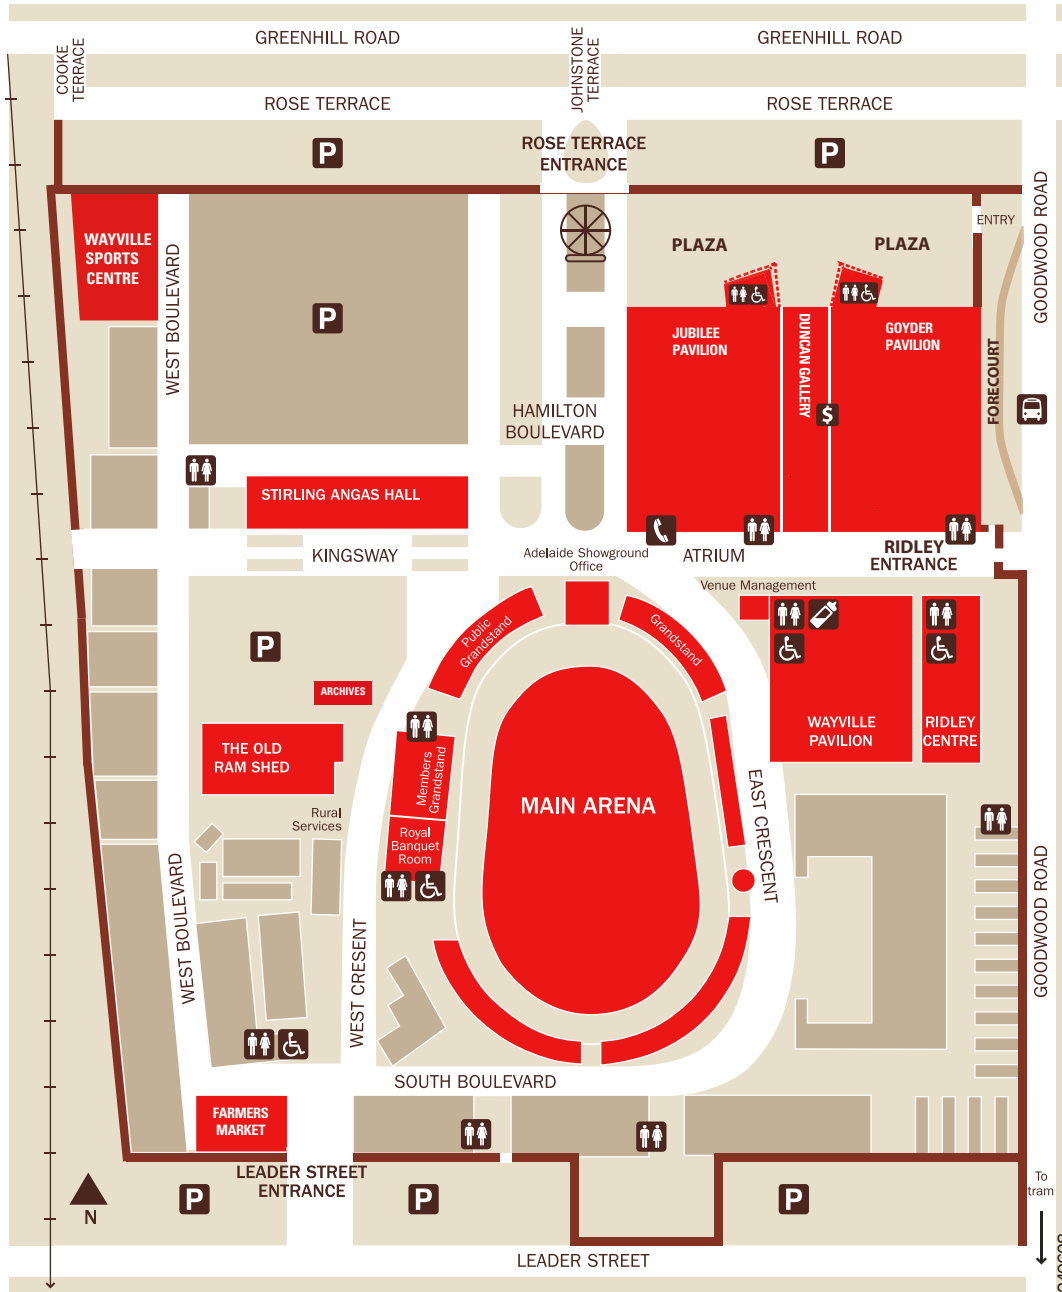 GREENHILL ROAD
GREENHILL ROAD
COOKE
TERRACE
JOHNSTONE
TERRACE
ROSE TERRACE
ROSE TERRACE
P
ROSE TERRACE
ENTRANCE
P
GOODWOOD ROAD
ENTRY
WAYVILLE
SPORTS
CENTRE
WEST BOULEVARD
PLAZA
PLAZA
P
JUBILEE
PAVILION
DUNCAN GALLERY
GOYDER
PAVILION
FORECOURT
$
HAMILTON
BOULEVARD
STIRLING ANGAS HALL
KINGSWAY
Adelaide Showground
Office
ATRIUM
RIDLEY
ENTRANCE
Venue Management
Public
Grandstand
Grandstand
P
ARCHIVES
THE OLD
RAM SHED
WAYVILLE
PAVILION
RIDLEY
CENTRE
Members
Grandstand
MAIN ARENA
EAST CRESCENT
Rural
Services
Royal
Banquet
Room
WEST BOULEVARD
WEST CRESENT
GOODWOOD ROAD
SOUTH BOULEVARD
FARMERS
MARKET
LEADER STREET
ENTRANCE
N
P
P
P
To
tram
LEADER STREET